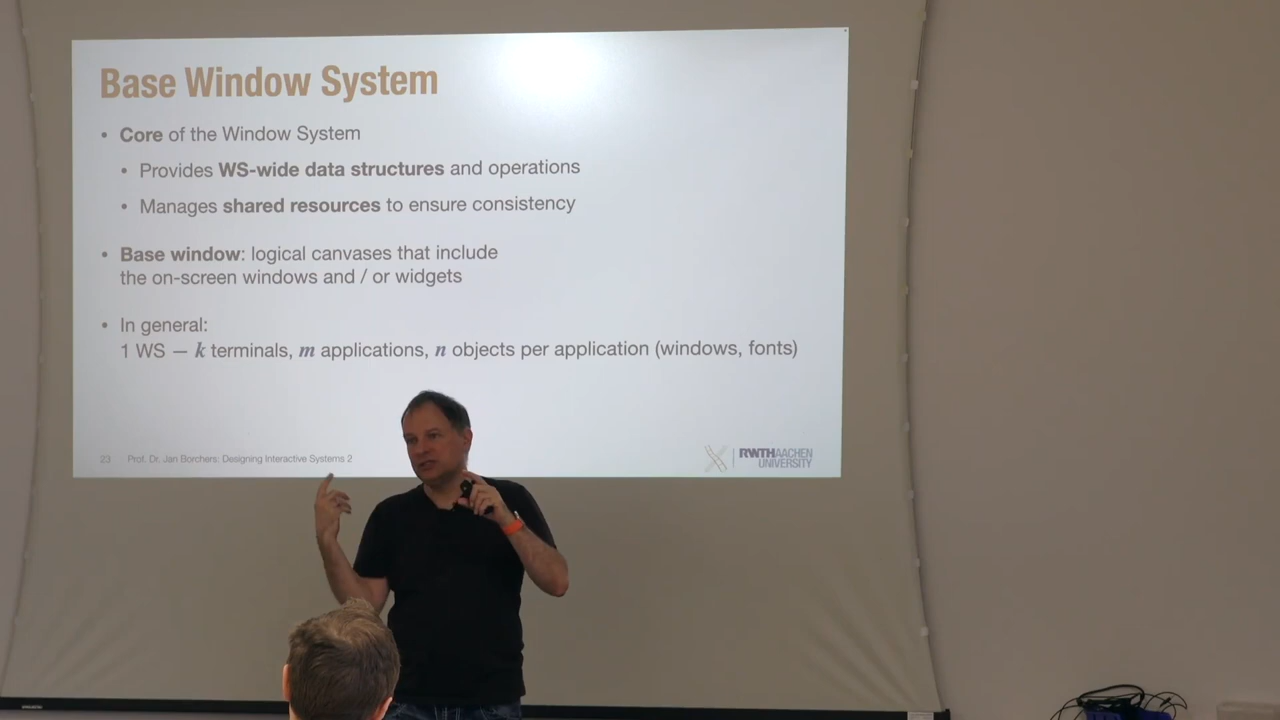 Base Window System
• Core of the Window System
• Provides WS-wide data structures and operations
• Manages shared resources to ensure consistency
• Base window: logical canvases that include
the on-screen windows and / or widgets
• In general:
1 WS — k terminals, m applications, n objects per application (windows, fonts)
23 Prof. Dr. Jan Borchers: Designing Interactive Systems 2
RWTHAACHEN
UNIVERSITY